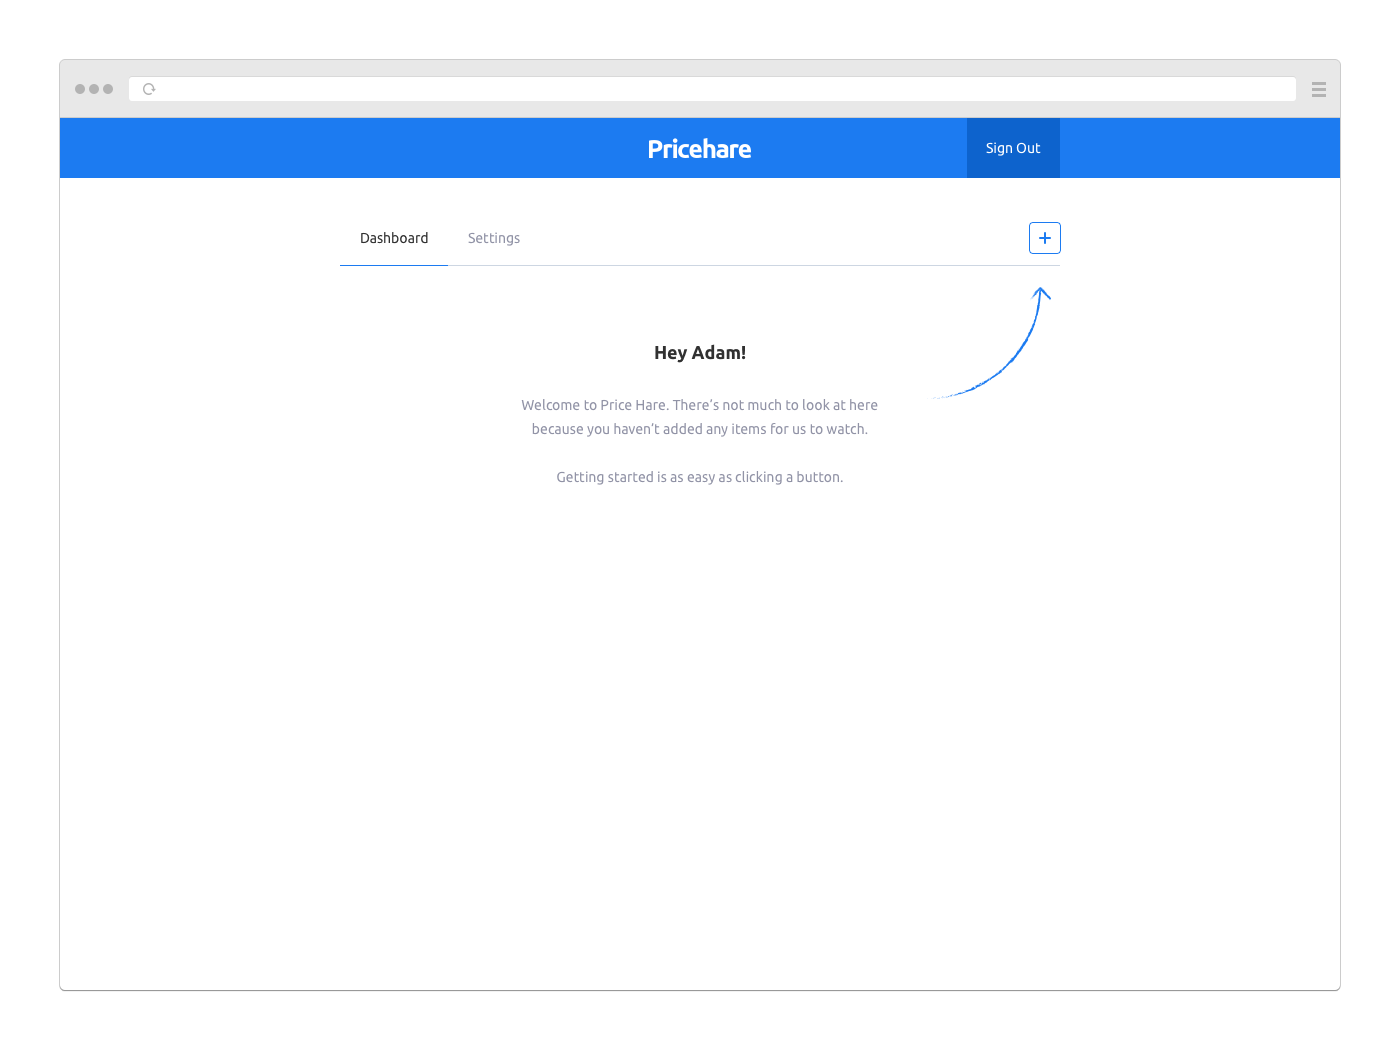 Pricehare
Sign Out
Dashboard
Settings
Hey Adam!
Welcome to Price Hare. There's not much to look at here
because you haven't added any items for us to watch.
Getting started is as easy as clicking a button.